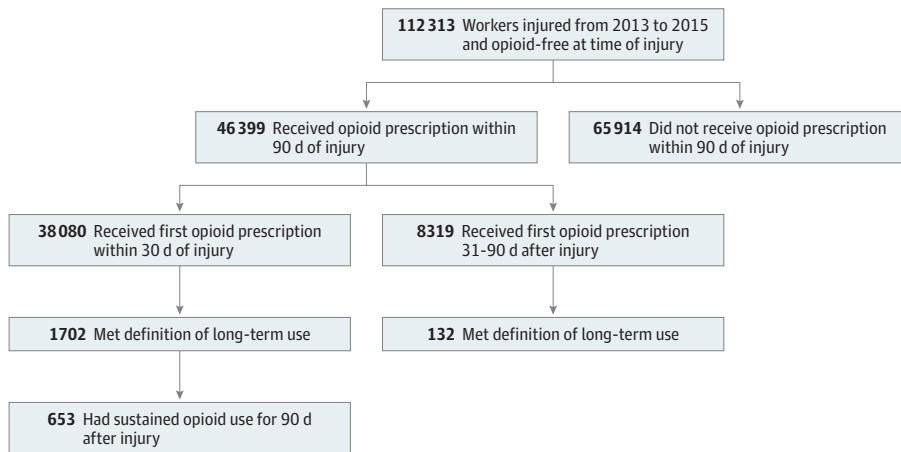 112 313 Workers injured from 2013 to 2015
and opioid-free at time of injury
46 399 Received opioid prescription within
90 d of injury
65 914 Did not receive opioid prescription
within 90 d of injury
38 080 Received first opioid prescription
within 30 d of injury
8319 Received first opioid prescription
31-90 d after injury
1702 Met definition of long-term use
132 Met definition of long-term use
653 Had sustained opioid use for 90 d
after injury